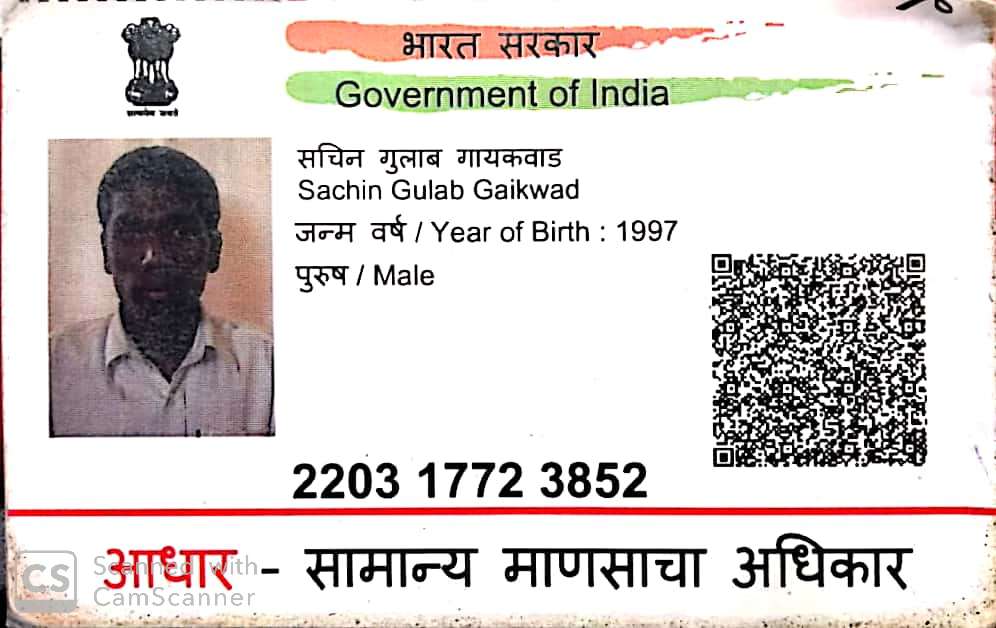 भारत सरकार
Government of India
सत्यमेव जयते
सचिन गुलाब गायकवाड
Sachin Gulab Gaikwad
जन्म वर्ष / Year of Birth : 1997
पुरुष / Male
2203 1772 3852
आधार - सामान्य माणसाचा अधिकार
CS Scanned with
CamScanner